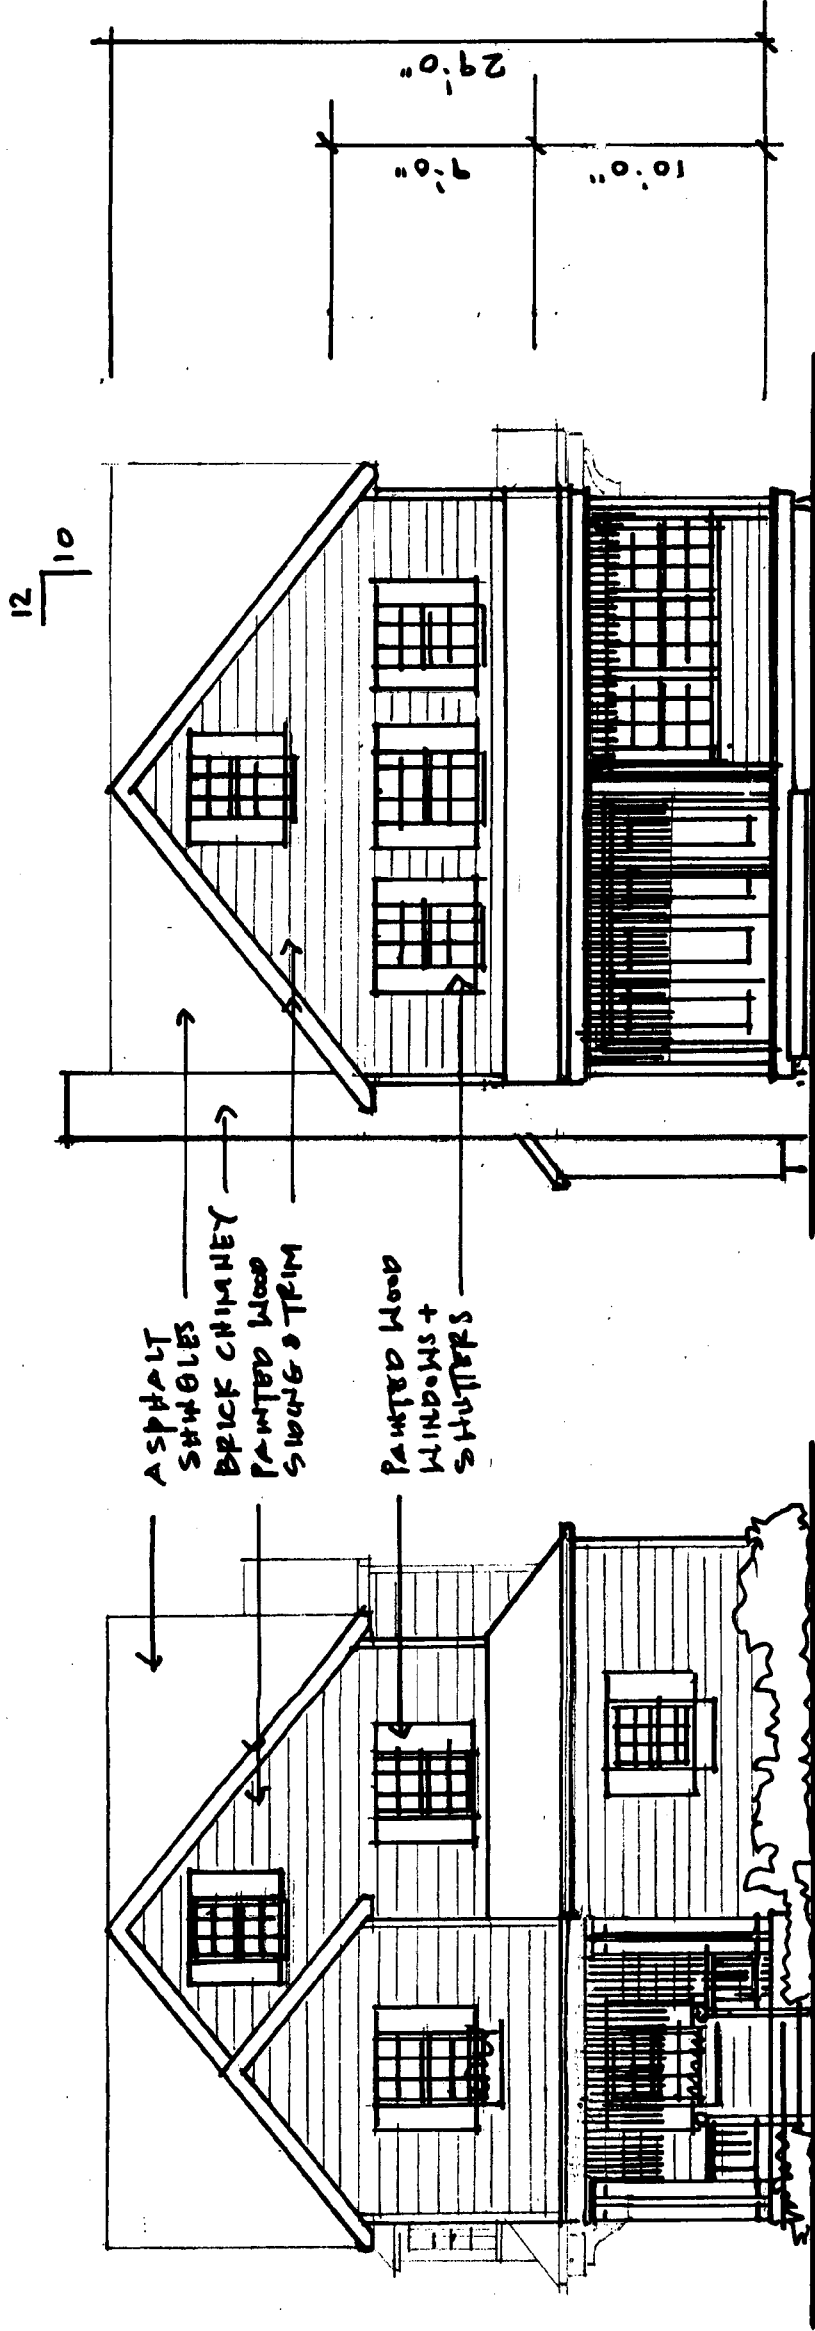 ASPHALT
SHINGLES
BRICK CHIMNEY
PAINTED WOOD
SIDING & TRIM
PAINTED WOOD
WINDOWS +
SHUTTERS
12
10
29'.0"
9'.0"
10'.0"